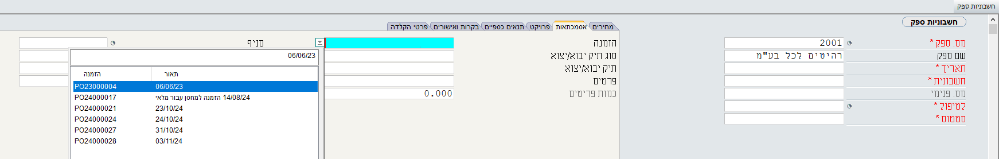 חשבוניות ספק
חשבוניות ספק
מחירים אסמכתאות פרויקט תנאים כספיים בקרות ואישורים פרטי הקלדה
מס. ספק * 2001
שם ספק רהיטים לכל בע"מ
תאריך *
חשבונית *
מס. פנימי
לטיפול *
סטטוס *
הזמנה
סוג תיק יבוא/יצוא
תיק יבוא/יצוא
פרטים
כמות פריטים 0.000
סניף
06/06/23
הזמנה תאור
PO23000004 06/06/23
PO24000017 14/08/24 הזמנה למחסן עבור מלאי
PO24000021 23/10/24
PO24000024 24/10/24
PO24000027 31/10/24
PO24000028 03/11/24